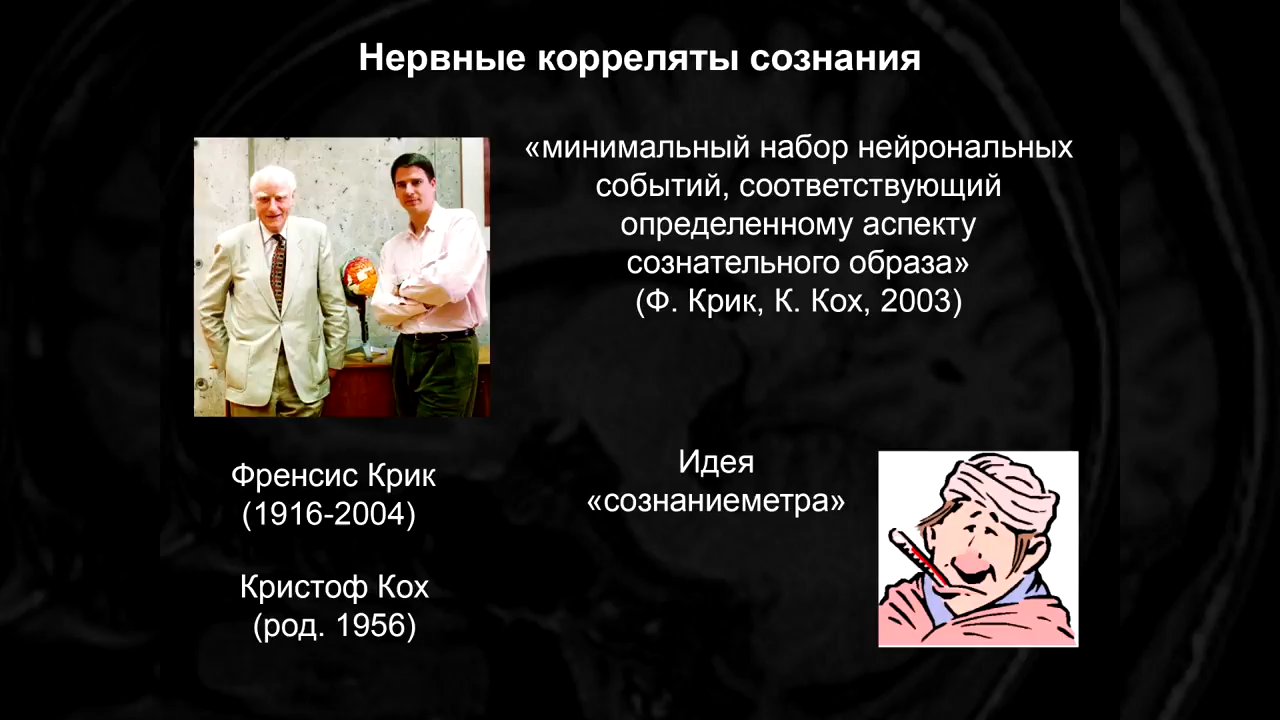 Нервные корреляты сознания
«минимальный набор нейрональных
событий, соответствующий
определенному аспекту
сознательного образа»
(Ф. Крик, К. Кох, 2003)
Френсис Крик
(1916-2004)
Кристоф Кох
(род. 1956)
Идея
«сознаниеметра»